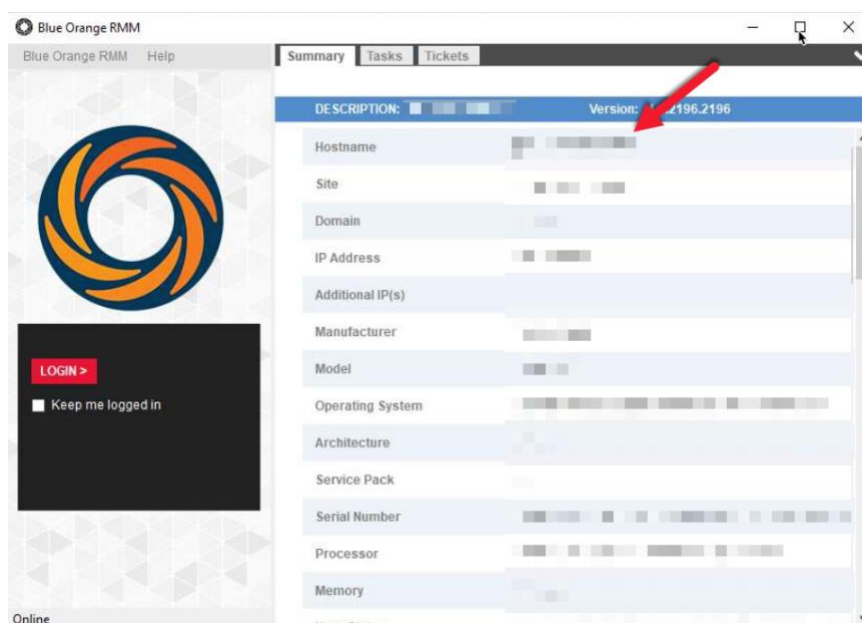 Blue Orange RMM
Blue Orange RMM Help
Summary Tasks Tickets
DESCRIPTION: Version: 2196.2196
Hostname
Site
Domain
IP Address
Additional IP(s)
Manufacturer
Model
LOGIN >
Keep me logged in
Operating System
Architecture
Service Pack
Serial Number
Processor
Memory
Online